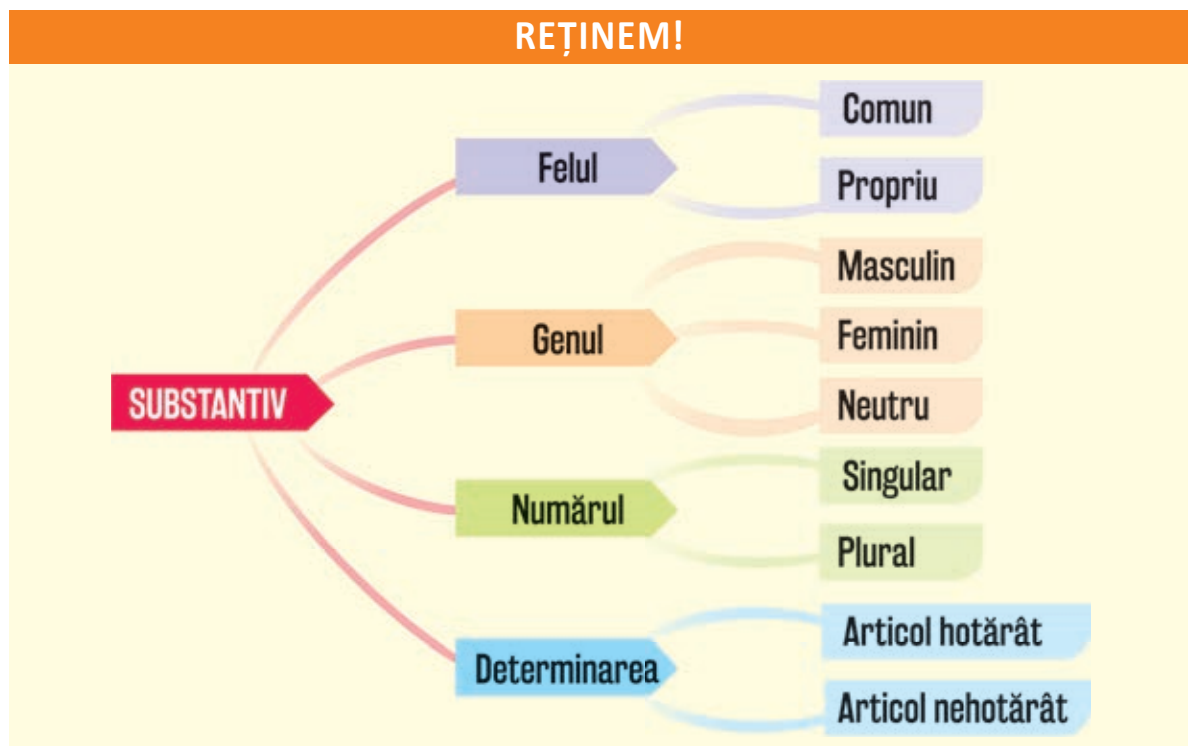 REȚINEM!
SUBSTANTIV
Felul
Comun
Propriu
Genul
Masculin
Feminin
Neutru
Numărul
Singular
Plural
Determinarea
Articol hotărât
Articol nehotărât